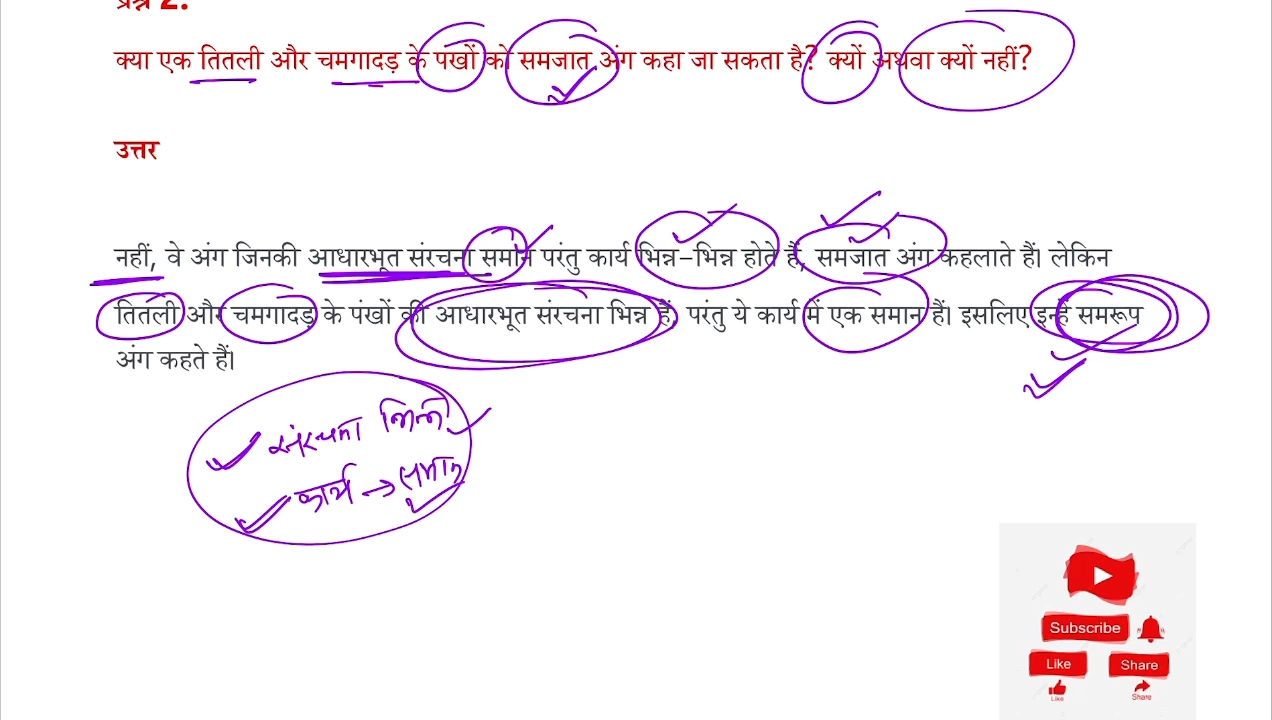 प्रश्न 2.
क्या एक तितली और चमगादड़ के पंखों को समजात अंग कहा जा सकता है? क्यों अथवा क्यों नहीं?
उत्तर
नहीं, वे अंग जिनकी आधारभूत संरचना समान परंतु कार्य भिन्न–भिन्न होते हैं, समजात अंग कहलाते हैं। लेकिन
तितली और चमगादड़ के पंखों की आधारभूत संरचना भिन्न हैं, परंतु ये कार्य में एक समान हैं। इसलिए इन्हें समरूप
अंग कहते हैं।
संरचना भिन्न
कार्य → समान
Subscribe
Like Share
Like Share